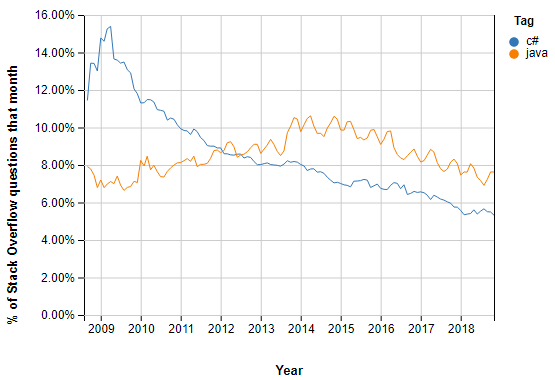 Tag
c#
java
% of Stack Overflow questions that month
16.00%
14.00%
12.00%
10.00%
8.00%
6.00%
4.00%
2.00%
0.00%
2009 2010 2011 2012 2013 2014 2015 2016 2017 2018
Year